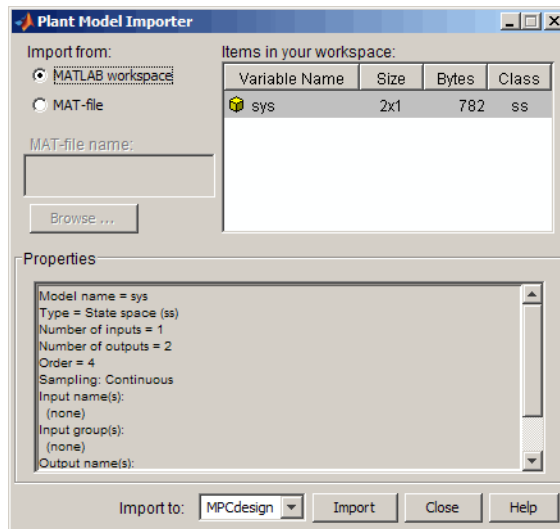 Plant Model Importer
Import from:
MATLAB workspace
MAT-file
MAT-file name:
Browse ...
Items in your workspace:
Variable Name Size Bytes Class
sys 2x1 782 ss
Properties
Model name = sys
Type = State space (ss)
Number of inputs = 1
Number of outputs = 2
Order = 4
Sampling: Continuous
Input name(s):
(none)
Input group(s):
(none)
Output name(s):
Import to: MPCdesign Import Close Help